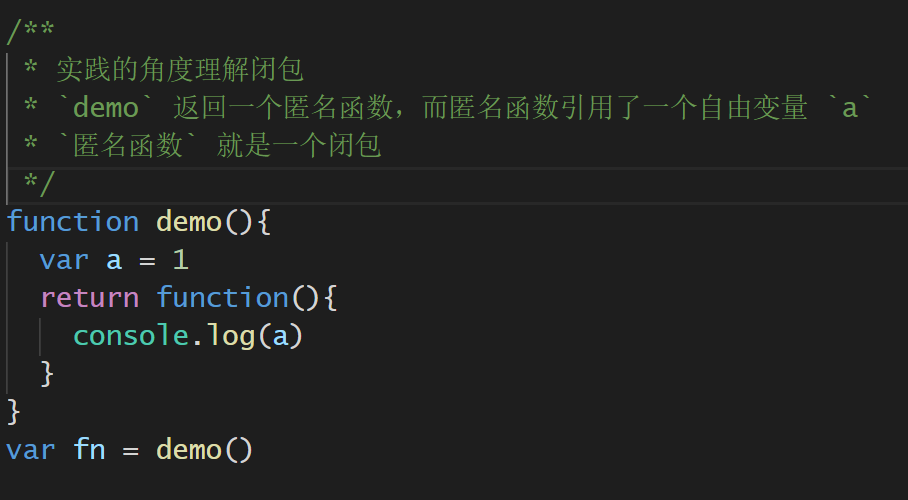 /**
 * 实践的角度理解闭包
 * `demo` 返回一个匿名函数，而匿名函数引用了一个自由变量 `a`
 * `匿名函数` 就是一个闭包
 */
function demo(){
  var a = 1
  return function(){
    console.log(a)
  }
}
var fn = demo()